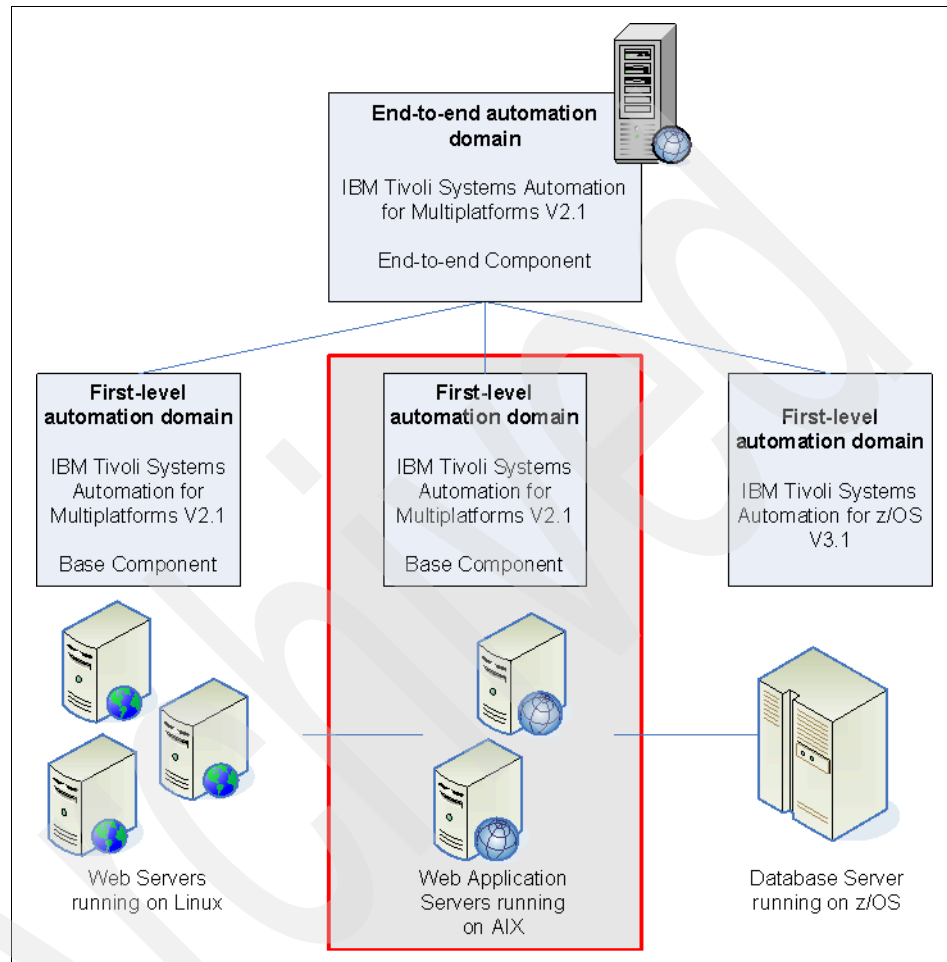 End-to-end automation
domain
IBM Tivoli Systems Automation
for Multiplatforms V2.1
End-to-end Component
First-level
automation domain
IBM Tivoli Systems
Automation for
Multiplatforms V2.1
Base Component
First-level
automation domain
IBM Tivoli Systems
Automation for
Multiplatforms V2.1
Base Component
First-level
automation domain
IBM Tivoli Systems
Automation for z/OS
V3.1
Web Servers
running on Linux
Web Application
Servers running
on AIX
Database Server
running on z/OS
Archived